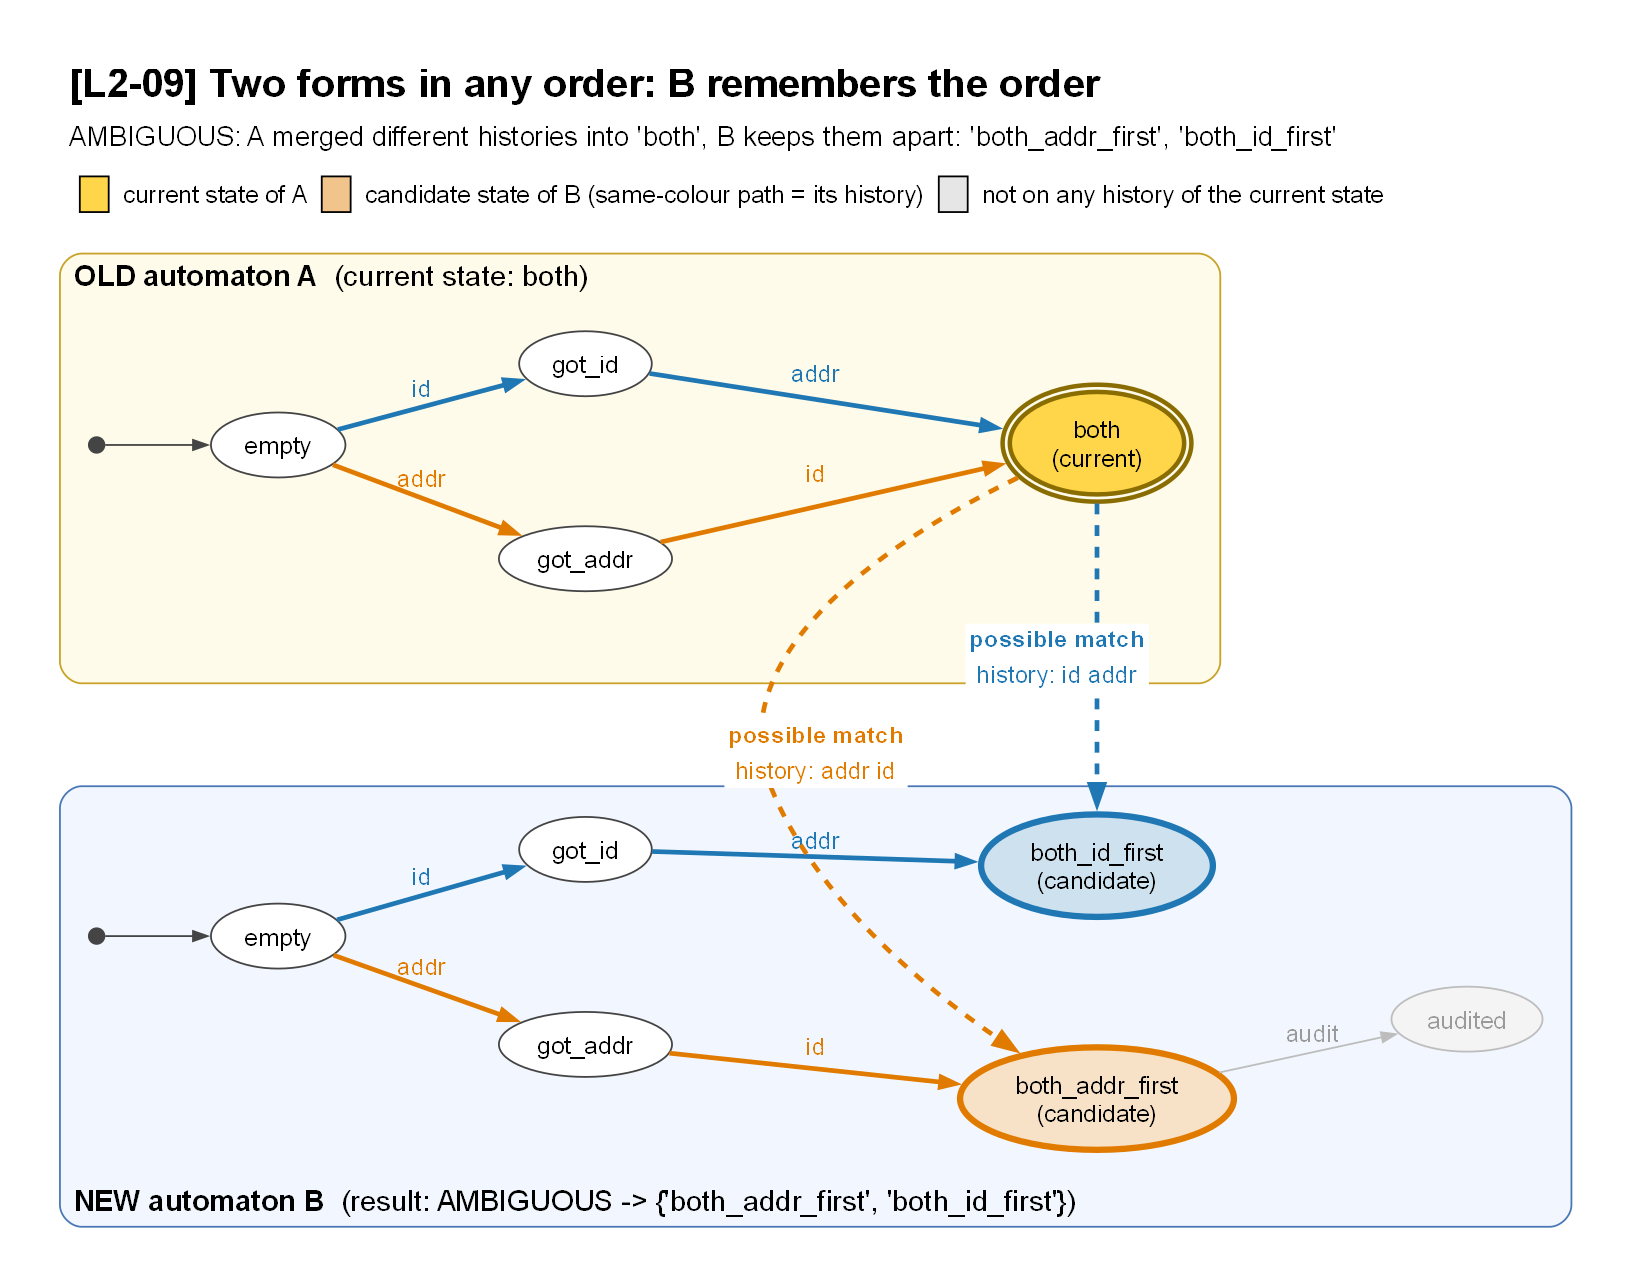 [L2-09] Two forms in any order: B remembers the order
AMBIGUOUS: A merged different histories into 'both', B keeps them apart: 'both_addr_first', 'both_id_first'
current state of A
candidate state of B (same-colour path = its history)
not on any history of the current state
OLD automaton A (current state: both)
got_id
id
addr
both
(current)
empty
addr
id
got_addr
possible match
history: id addr
possible match
history: addr id
got_id
addr
both_id_first
(candidate)
id
empty
addr
got_addr
id
both_addr_first
(candidate)
audit
audited
NEW automaton B (result: AMBIGUOUS -> {'both_addr_first', 'both_id_first'})